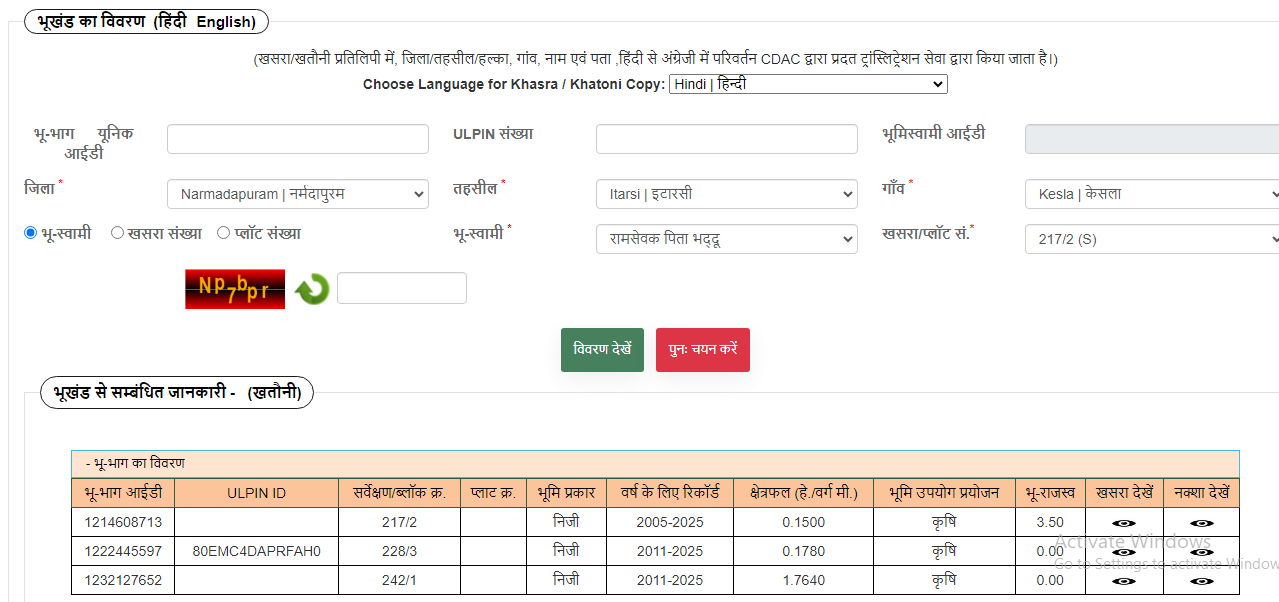 भूखंड का विवरण (हिंदी English)
(खसरा/खतौनी प्रतिलिपी में, जिला/तहसील/हल्का, गांव, नाम एवं पता ,हिंदी से अंग्रेजी में परिवर्तन CDAC द्वारा प्रदत ट्रांस्लिट्रेशन सेवा द्वारा किया जाता है।)
Choose Language for Khasra / Khatoni Copy: Hindi | हिन्दी
भू-भाग यूनिक आईडी ULPIN संख्या भूमिस्वामी आईडी
जिला * Narmadapuram | नर्मदापुरम तहसील * Itarsi | इटारसी गाँव * Kesla | केसला
भू-स्वामी खसरा संख्या प्लॉट संख्या भू-स्वामी * रामसेवक पिता भद्दू खसरा/प्लॉट सं.* 217/2 (S)
Np7bpr
विवरण देखें पुनः चयन करें
भूखंड से सम्बंधित जानकारी - (खतौनी)
- भू-भाग का विवरण
भू-भाग आईडी ULPIN ID सर्वेक्षण/ब्लॉक क्र. प्लाट क्र. भूमि प्रकार वर्ष के लिए रिकॉर्ड क्षेत्रफल (हे./वर्ग मी.) भूमि उपयोग प्रयोजन भू-राजस्व खसरा देखें नक्शा देखें
1214608713 217/2 निजी 2005-2025 0.1500 कृषि 3.50
1222445597 80EMC4DAPRFAH0 228/3 निजी 2011-2025 0.1780 कृषि 0.00
1232127652 242/1 निजी 2011-2025 1.7640 कृषि 0.00
Activate Windows
Go to Settings to activate Window